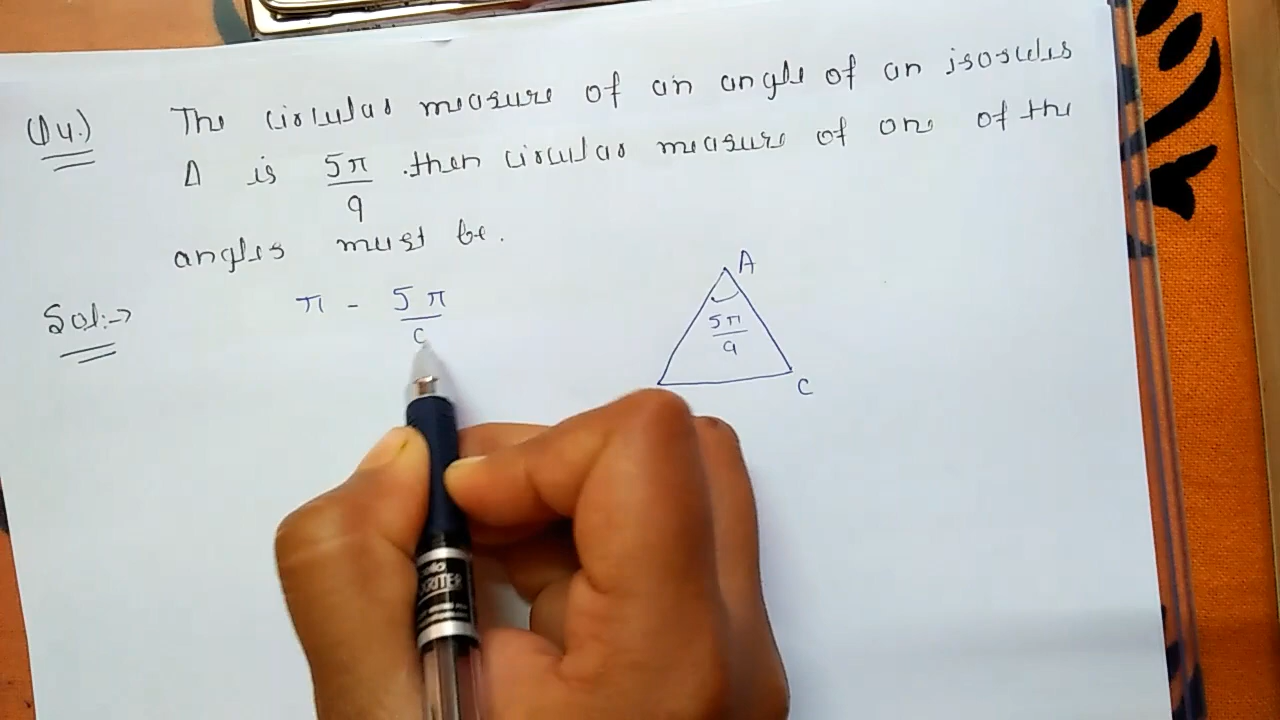 Q4.) The circular measure of an angle of an isosceles
Δ is 5π/9 .then circular measure of one of the
angles must be.
Sol:→ π - 5π/
A
5π/9
C